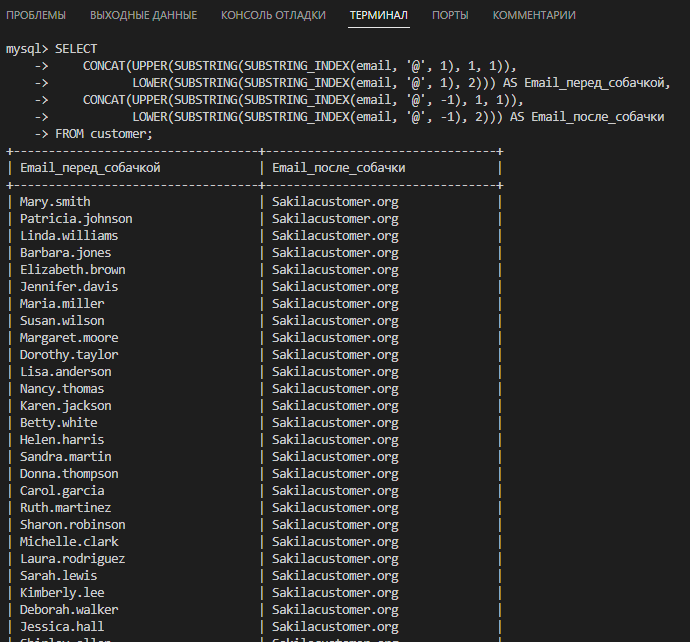 ПРОБЛЕМЫ ВЫХОДНЫЕ ДАННЫЕ КОНСОЛЬ ОТЛАДКИ ТЕРМИНАЛ ПОРТЫ КОММЕНТАРИИ
mysql> SELECT
    ->     CONCAT(UPPER(SUBSTRING(SUBSTRING_INDEX(email, '@', 1), 1, 1)),
    ->            LOWER(SUBSTRING(SUBSTRING_INDEX(email, '@', 1), 2))) AS Email_перед_собачкой,
    ->     CONCAT(UPPER(SUBSTRING(SUBSTRING_INDEX(email, '@', -1), 1, 1)),
    ->            LOWER(SUBSTRING(SUBSTRING_INDEX(email, '@', -1), 2))) AS Email_после_собачки
    -> FROM customer;
+-----------------------------------+---------------------------------+
| Email_перед_собачкой | Email_после_собачки |
+-----------------------------------+---------------------------------+
| Mary.smith | Sakilacustomer.org |
| Patricia.johnson | Sakilacustomer.org |
| Linda.williams | Sakilacustomer.org |
| Barbara.jones | Sakilacustomer.org |
| Elizabeth.brown | Sakilacustomer.org |
| Jennifer.davis | Sakilacustomer.org |
| Maria.miller | Sakilacustomer.org |
| Susan.wilson | Sakilacustomer.org |
| Margaret.moore | Sakilacustomer.org |
| Dorothy.taylor | Sakilacustomer.org |
| Lisa.anderson | Sakilacustomer.org |
| Nancy.thomas | Sakilacustomer.org |
| Karen.jackson | Sakilacustomer.org |
| Betty.white | Sakilacustomer.org |
| Helen.harris | Sakilacustomer.org |
| Sandra.martin | Sakilacustomer.org |
| Donna.thompson | Sakilacustomer.org |
| Carol.garcia | Sakilacustomer.org |
| Ruth.martinez | Sakilacustomer.org |
| Sharon.robinson | Sakilacustomer.org |
| Michelle.clark | Sakilacustomer.org |
| Laura.rodriguez | Sakilacustomer.org |
| Sarah.lewis | Sakilacustomer.org |
| Kimberly.lee | Sakilacustomer.org |
| Deborah.walker | Sakilacustomer.org |
| Jessica.hall | Sakilacustomer.org |